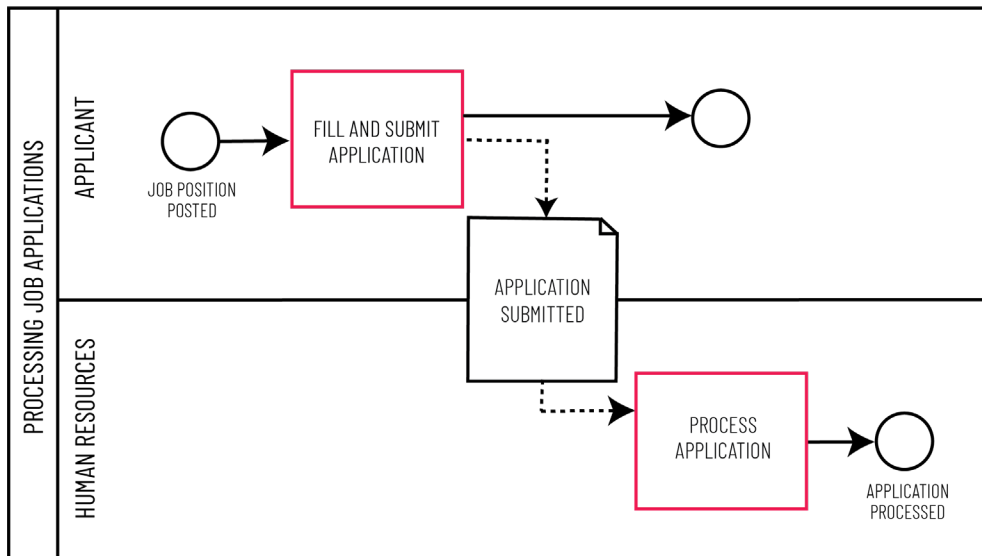 PROCESSING JOB APPLICATIONS
APPLICANT
JOB POSITION
POSTED
FILL AND SUBMIT
APPLICATION
APPLICATION
SUBMITTED
HUMAN RESOURCES
PROCESS
APPLICATION
APPLICATION
PROCESSED